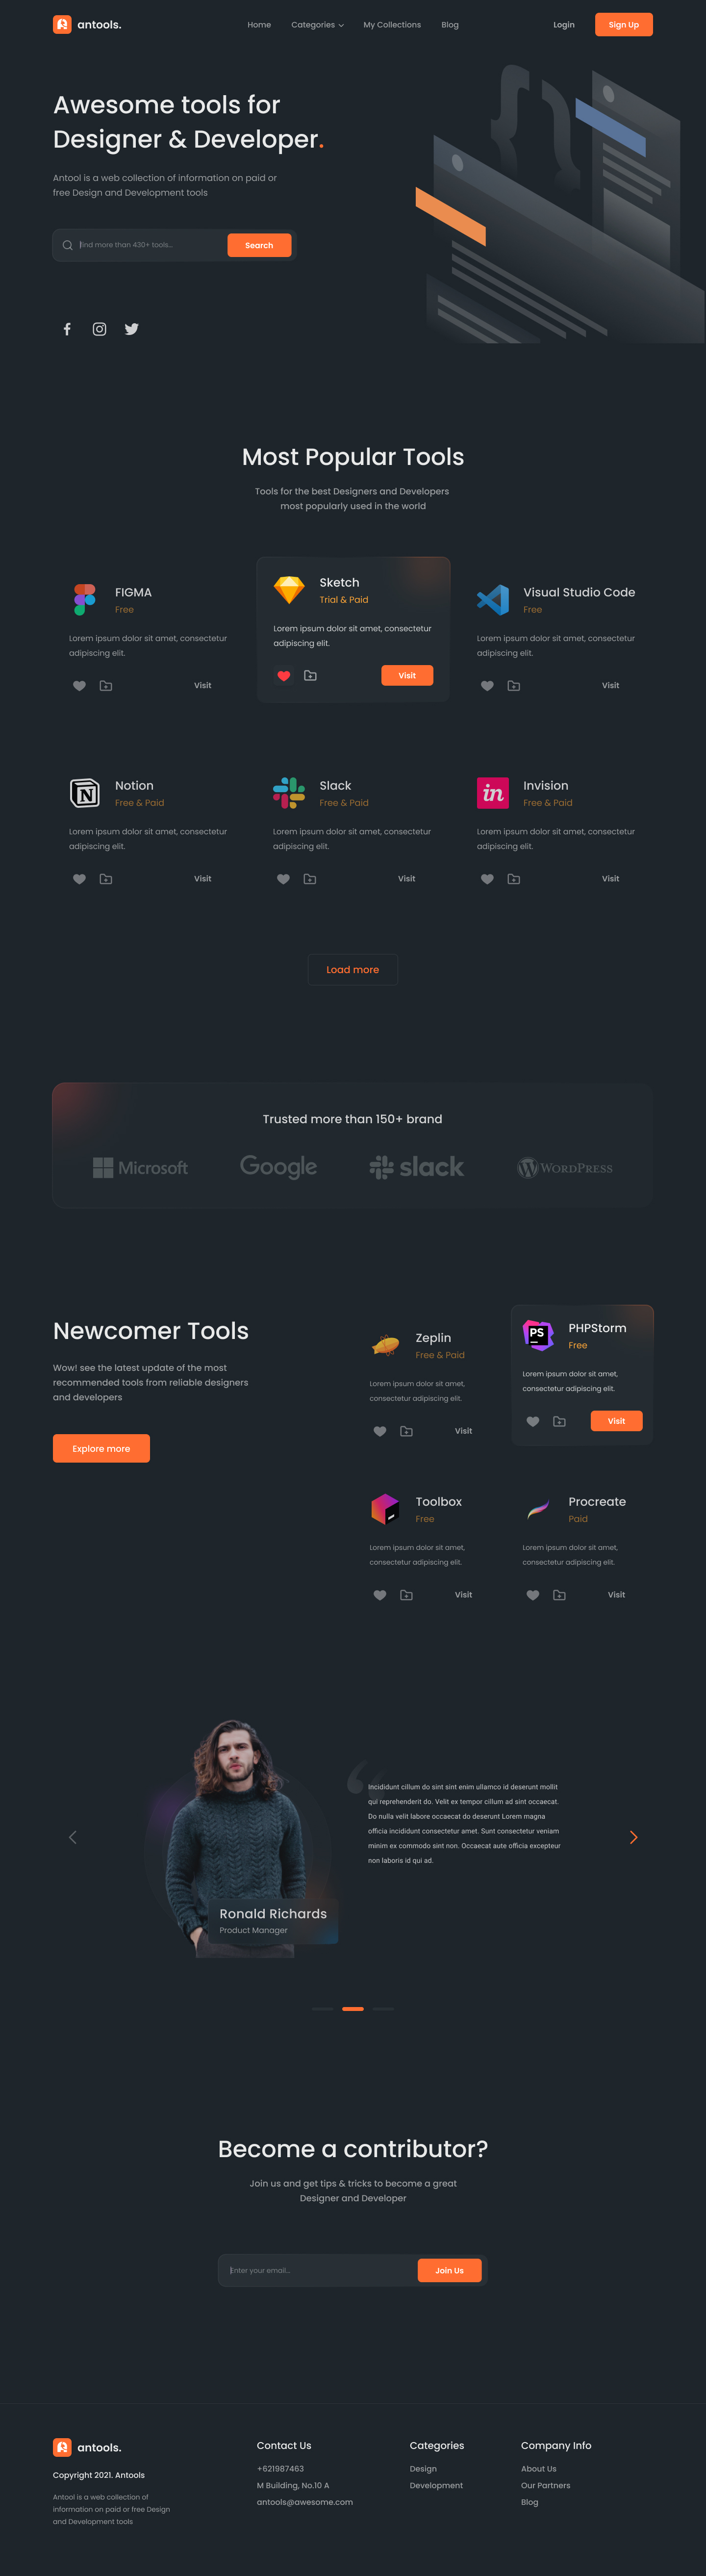 antools.
Home Categories My Collections Blog
Login Sign Up
Awesome tools for
Designer & Developer.
Antool is a web collection of information on paid or
free Design and Development tools
find more than 430+ tools...
Search
Most Popular Tools
Tools for the best Designers and Developers
most popularly used in the world
FIGMA
Free
Lorem ipsum dolor sit amet, consectetur
adipiscing elit.
Visit
Sketch
Trial & Paid
Lorem ipsum dolor sit amet, consectetur
adipiscing elit.
Visit
Visual Studio Code
Free
Lorem ipsum dolor sit amet, consectetur
adipiscing elit.
Visit
N
Notion
Free & Paid
Lorem ipsum dolor sit amet, consectetur
adipiscing elit.
Visit
Slack
Free & Paid
Lorem ipsum dolor sit amet, consectetur
adipiscing elit.
Visit
in
Invision
Free & Paid
Lorem ipsum dolor sit amet, consectetur
adipiscing elit.
Visit
Load more
Trusted more than 150+ brand
Microsoft
Google
slack
WORDPRESS
Newcomer Tools
Wow! see the latest update of the most
recommended tools from reliable designers
and developers
Explore more
Zeplin
Free & Paid
Lorem ipsum dolor sit amet,
consectetur adipiscing elit.
Visit
PS
PHPStorm
Free
Lorem ipsum dolor sit amet,
consectetur adipiscing elit.
Visit
Toolbox
Free
Lorem ipsum dolor sit amet,
consectetur adipiscing elit.
Visit
Procreate
Paid
Lorem ipsum dolor sit amet,
consectetur adipiscing elit.
Visit
Incididunt cillum do sint sint enim ullamco id deserunt mollit
qui reprehenderit do. Velit ex tempor cillum ad sint occaecat.
Do nulla velit labore occaecat do deserunt Lorem magna
officia incididunt consectetur amet. Sunt consectetur veniam
minim ex commodo sint non. Occaecat aute officia excepteur
non laboris id qui ad.
Ronald Richards
Product Manager
Become a contributor?
Join us and get tips & tricks to become a great
Designer and Developer
Enter your email...
Join Us
antools.
Copyright 2021. Antools
Antool is a web collection of
information on paid or free Design
and Development tools
Contact Us
+621987463
M Building, No.10 A
antools@awesome.com
Categories
Design
Development
Company Info
About Us
Our Partners
Blog